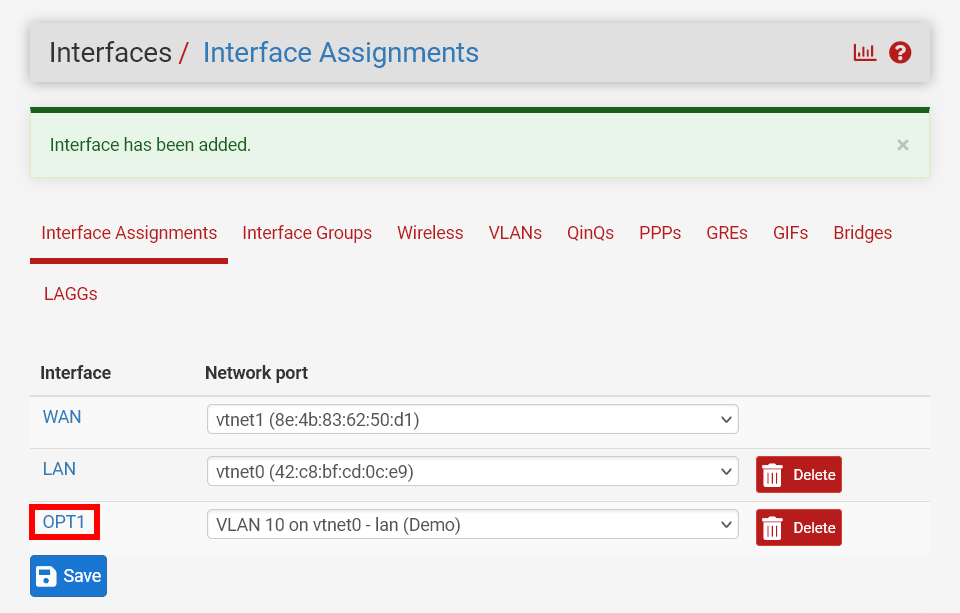 Interfaces / Interface Assignments
Interface has been added.
×
Interface Assignments Interface Groups Wireless VLANs QinQs PPPs GREs GIFs Bridges
LAGGs
Interface Network port
WAN vtnet1 (8e:4b:83:62:50:d1)
LAN vtnet0 (42:c8:bf:cd:0c:e9) Delete
OPT1 VLAN 10 on vtnet0 - lan (Demo) Delete
Save